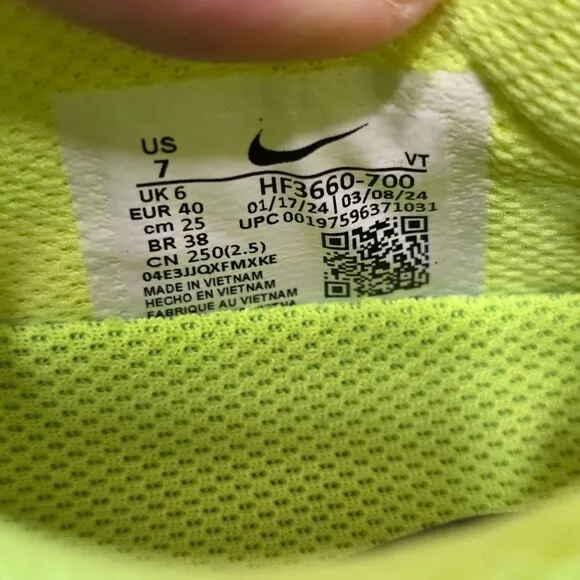 US
7
VT
UK 6
EUR 40
cm 25
BR 38
CN 250(2.5)
HF3660-700
01/17/24 | 03/08/24
UPC 00197596371031
04E3JJQXFMXKE
MADE IN VIETNAM
HECHO EN VIETNAM
FABRIQUE AU VIETNAM